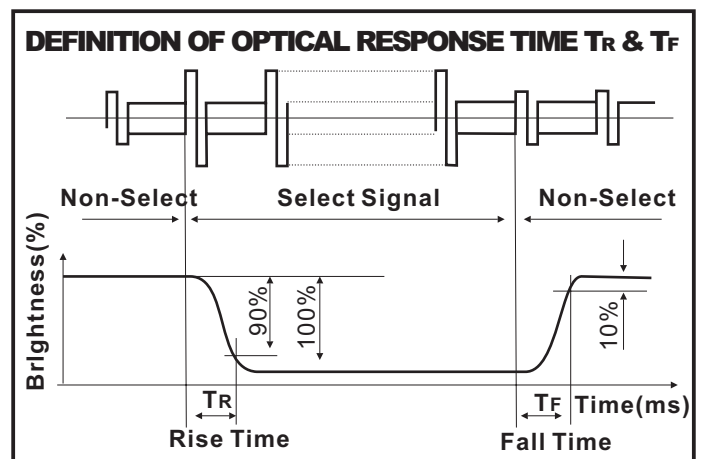 DEFINITION OF OPTICAL RESPONSE TIME TR & TF
Non-Select Select Signal Non-Select
Brightness(%)
90%
100%
10%
TR TF Time(ms)
Rise Time Fall Time